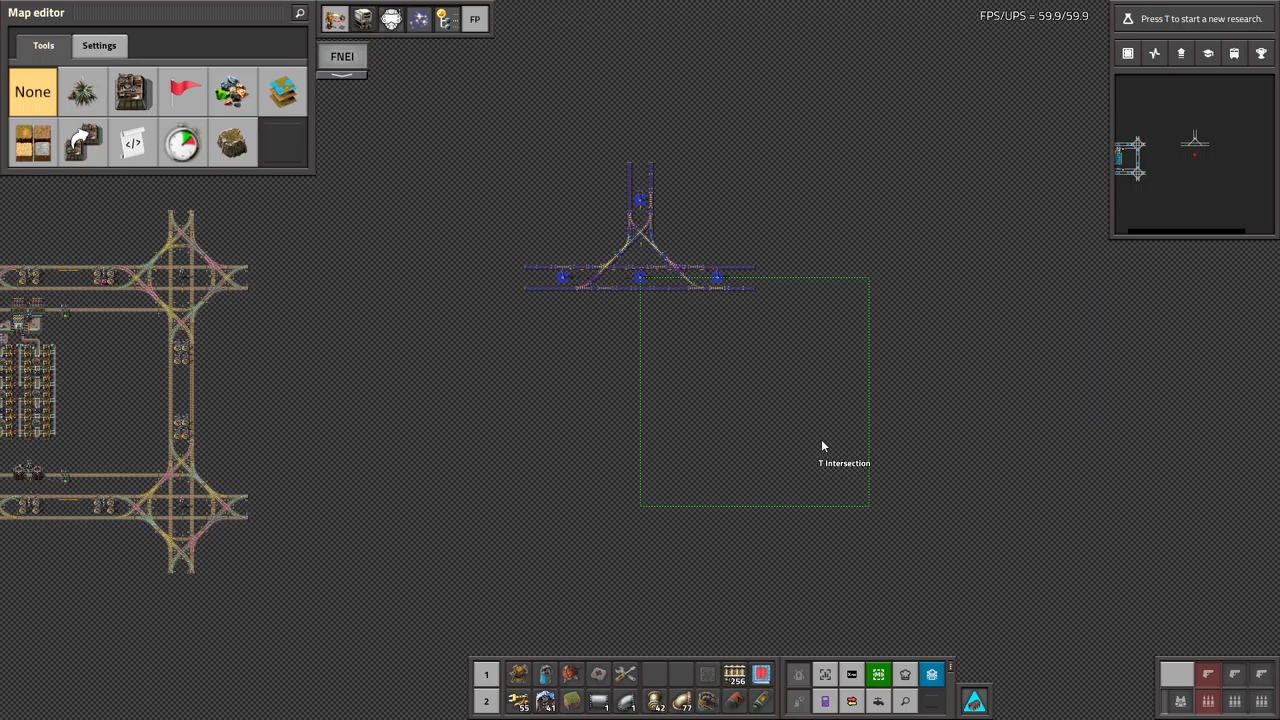 Map editor
Tools
Settings
None
</>
FP
FNEI
FPS/UPS = 59.9/59.9
Press T to start a new research.
T Intersection
1
256
2
55
41
1
1
42
77